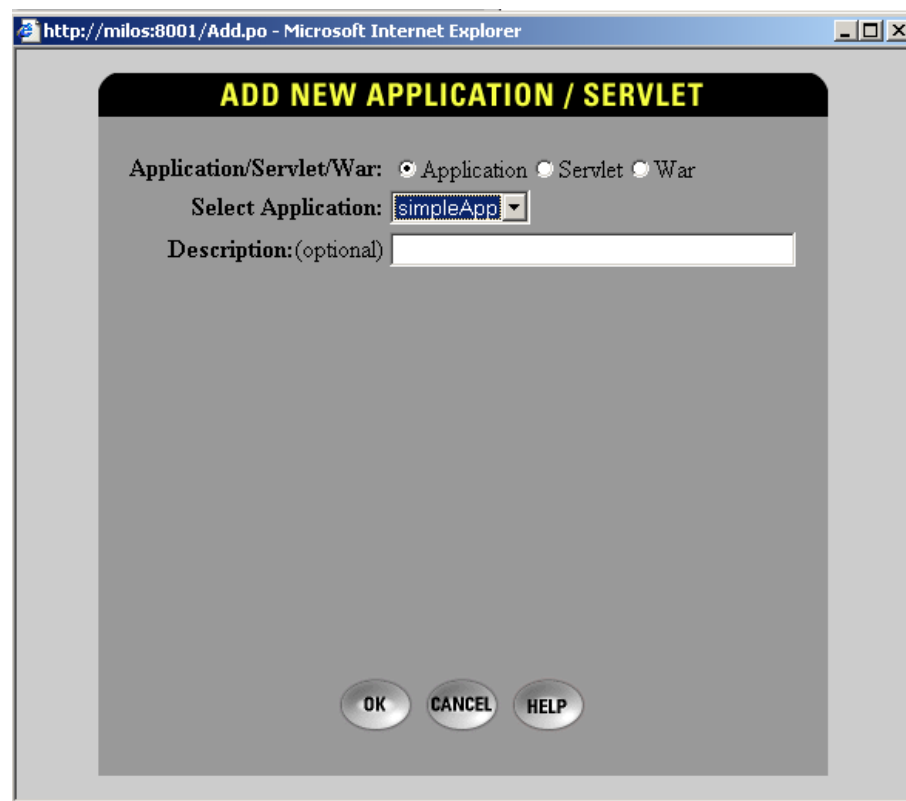 http://milos:8001/Add.po - Microsoft Internet Explorer
ADD NEW APPLICATION / SERVLET
Application/Servlet/War: Application Servlet War
Select Application: simpleApp
Description:(optional)
OK CANCEL HELP